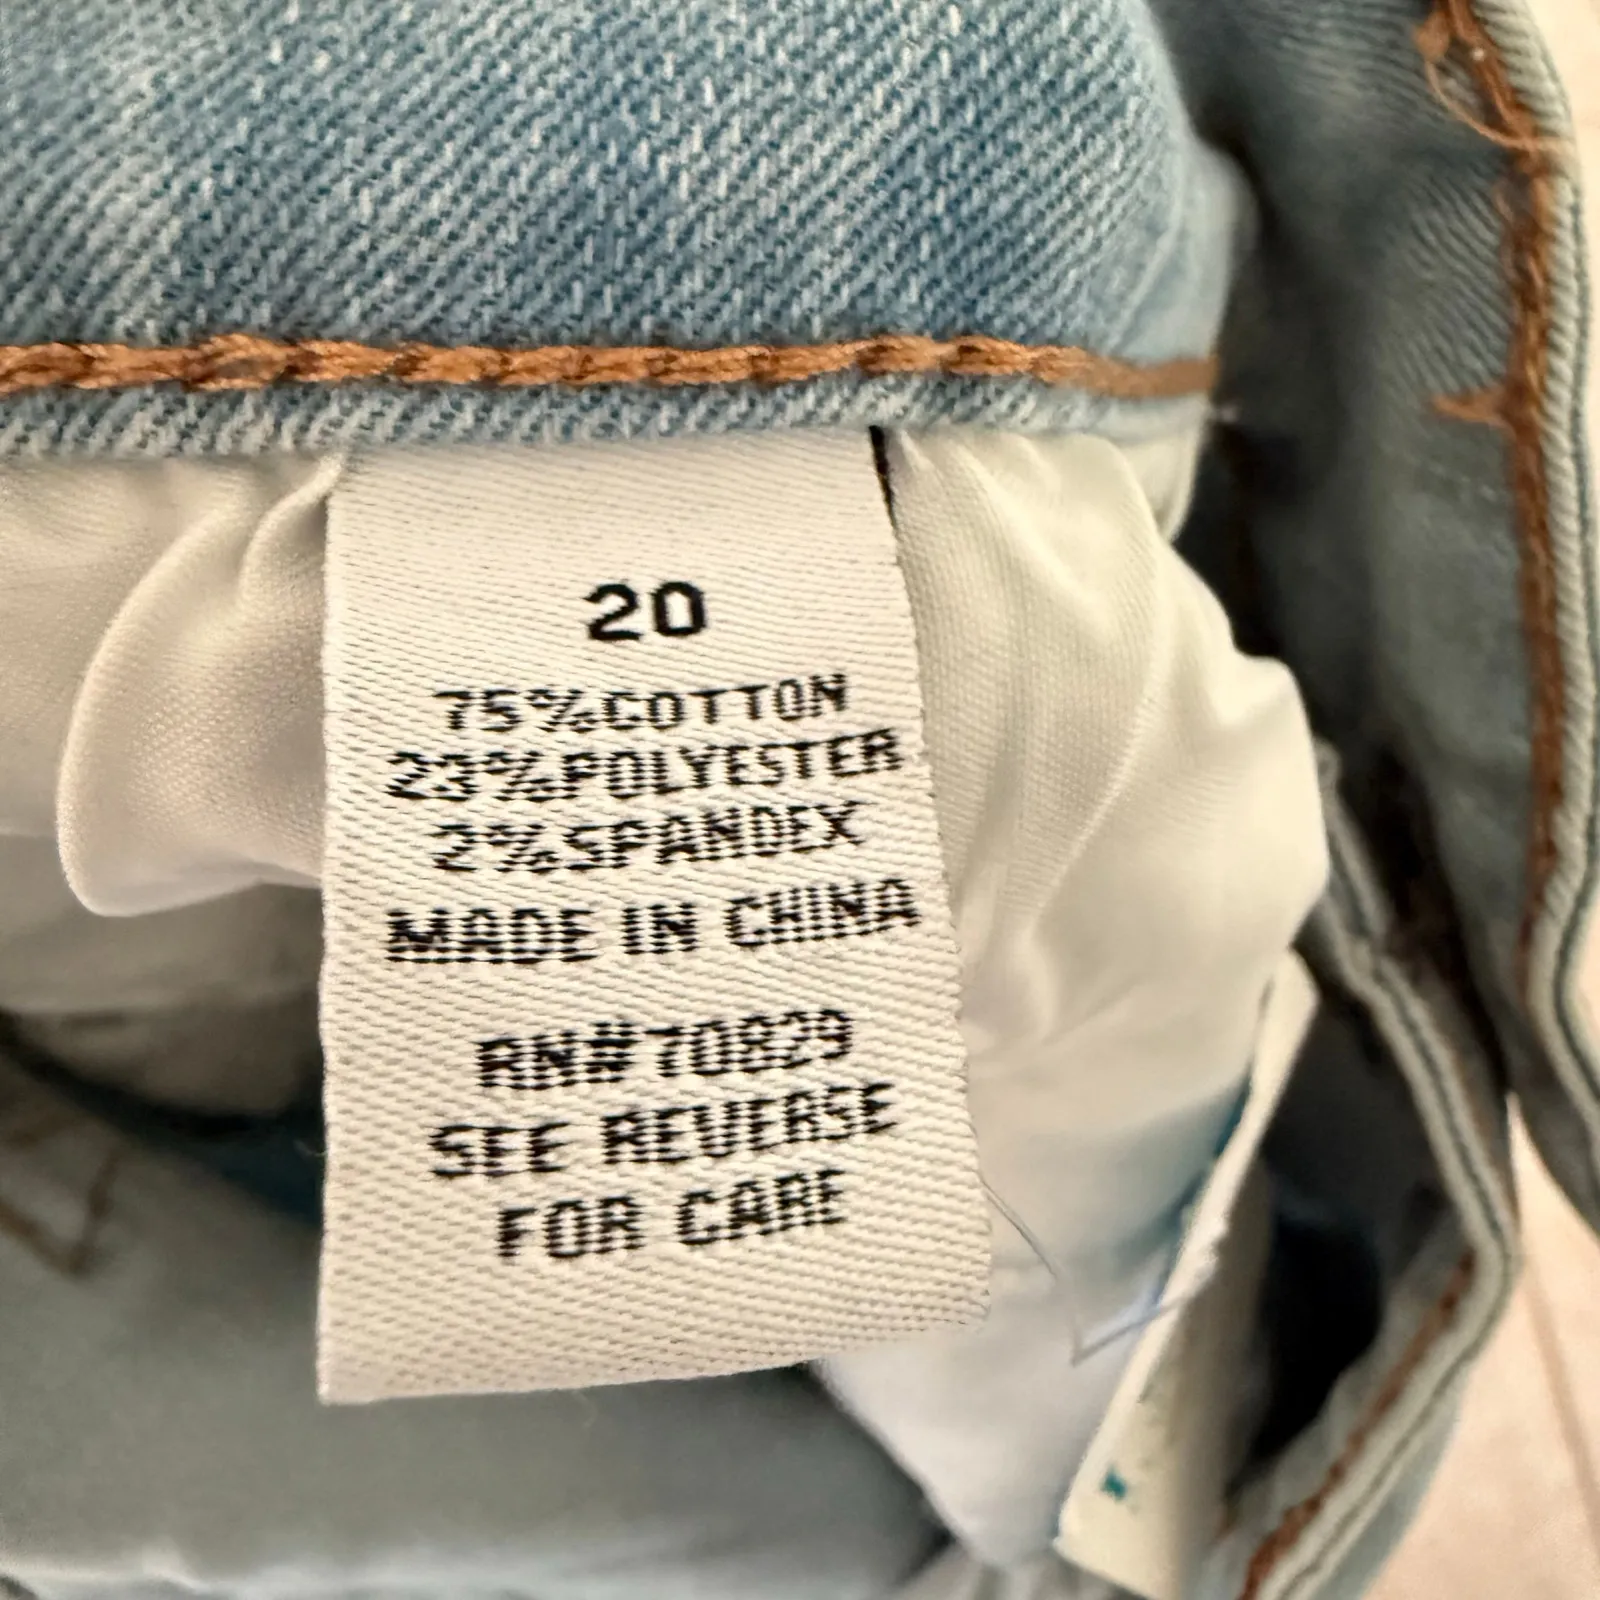 20
75%COTTON
23%POLYESTER
2%SPANDEX
MADE IN CHINA
RN#70829
SEE REVERSE
FOR CARE